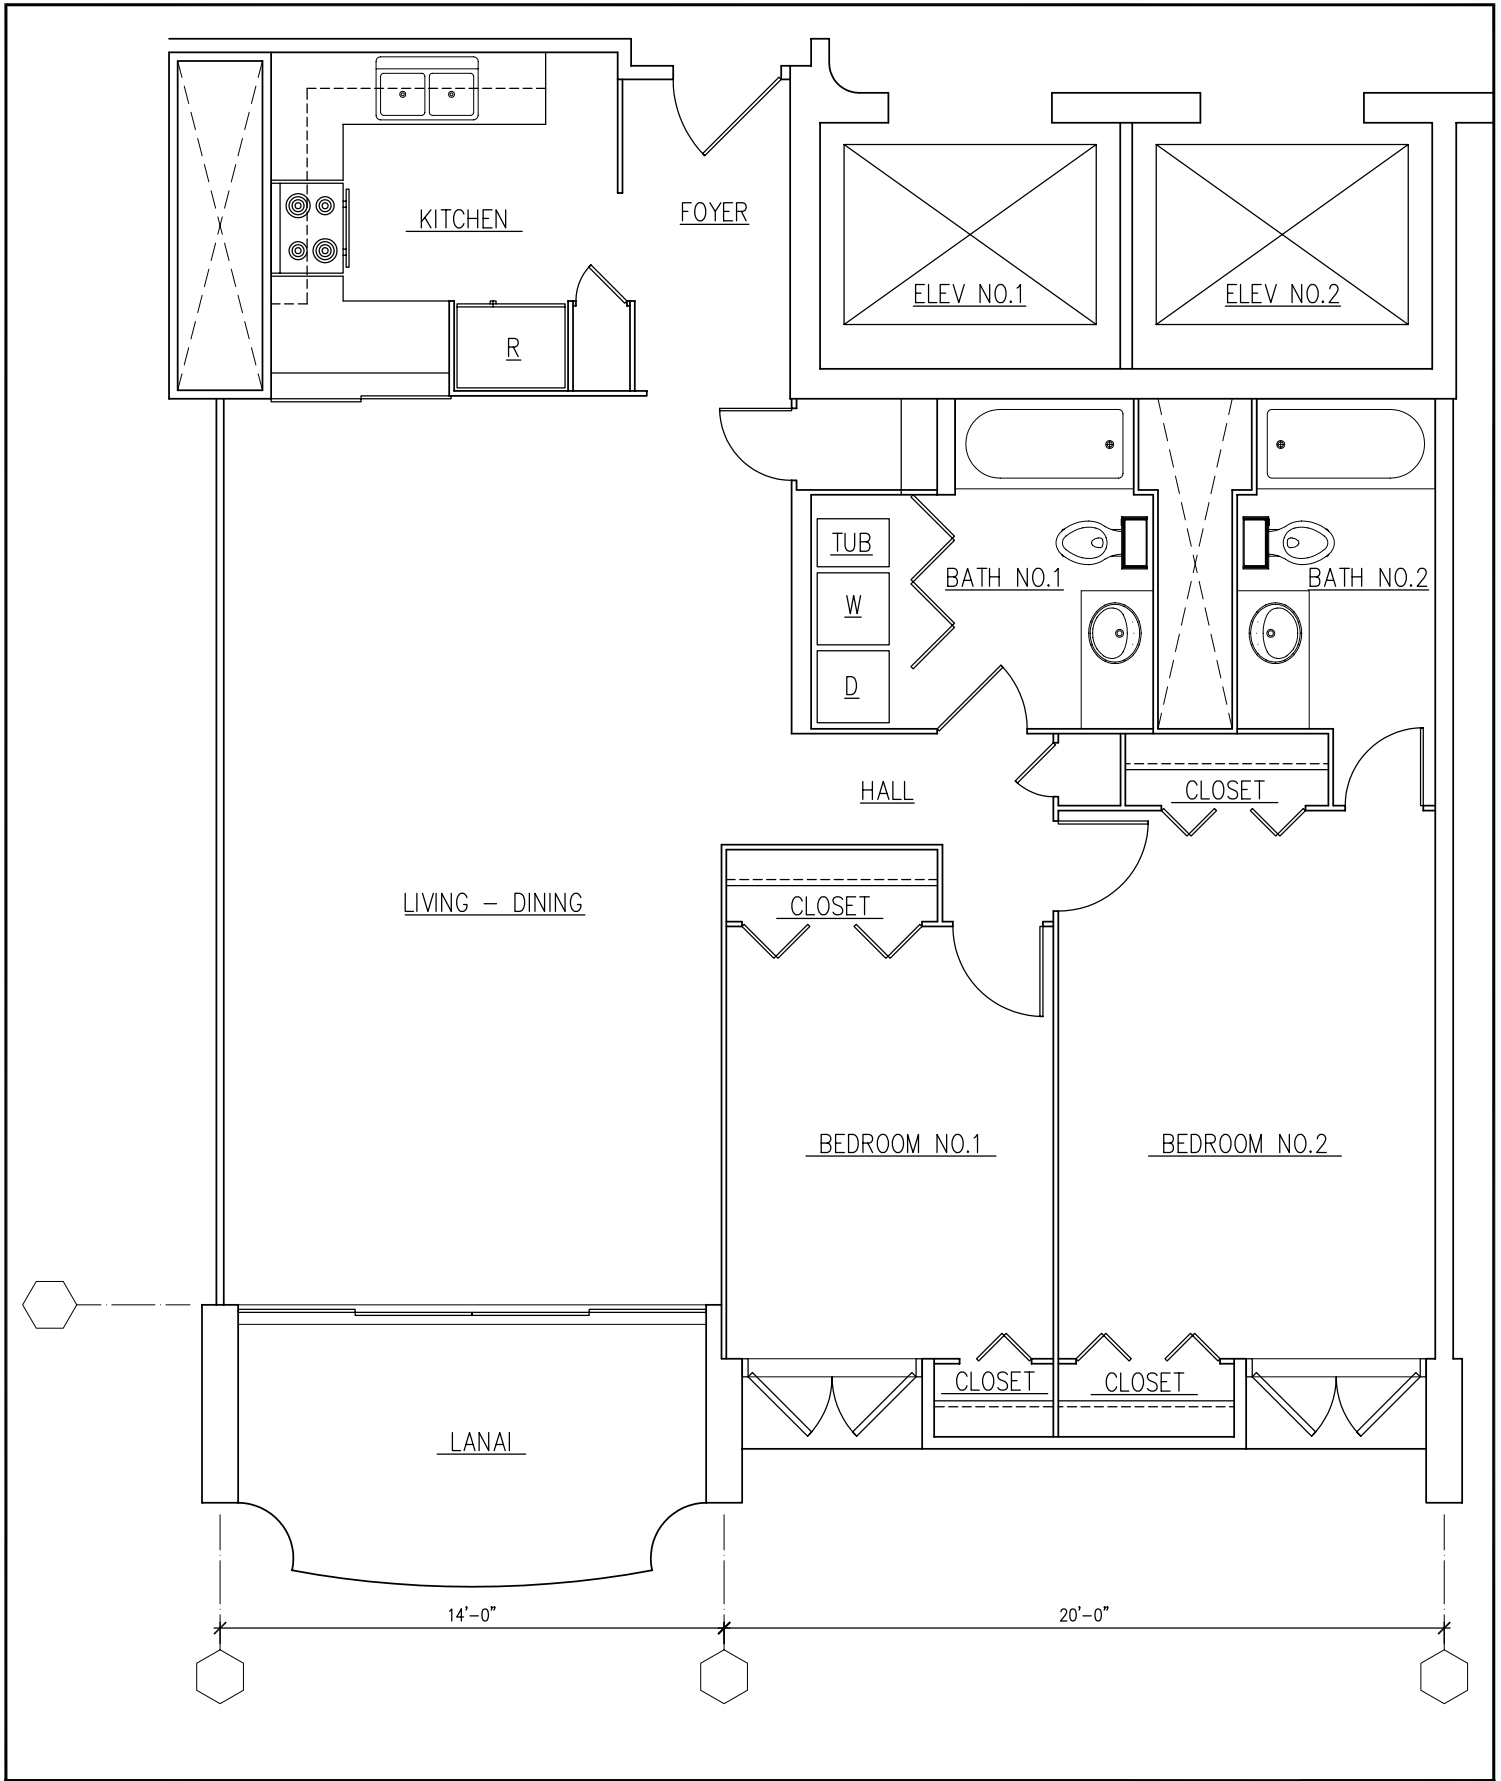 KITCHEN
FOYER
ELEV NO.1
ELEV NO.2
R
TUB
BATH NO.1
BATH NO.2
W
D
HALL
CLOSET
LIVING - DINING
CLOSET
BEDROOM NO.1
BEDROOM NO.2
CLOSET
CLOSET
LANAI
14'-0"
20'-0"